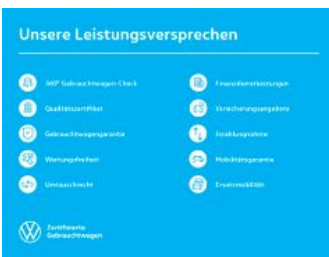 Unsere Leistungsversprechen
360° Gebrauchtwagen-Check
Qualitätszertifikat
Gebrauchtwagengarantie
Wartungsfreiheit
Umtauschrecht
Finanzdienstleistungen
Versicherungsangebote
Inzahlungnahme
Mobilitätsgarantie
Ersatzmobilität
Zertifizierte
Gebrauchtwagen